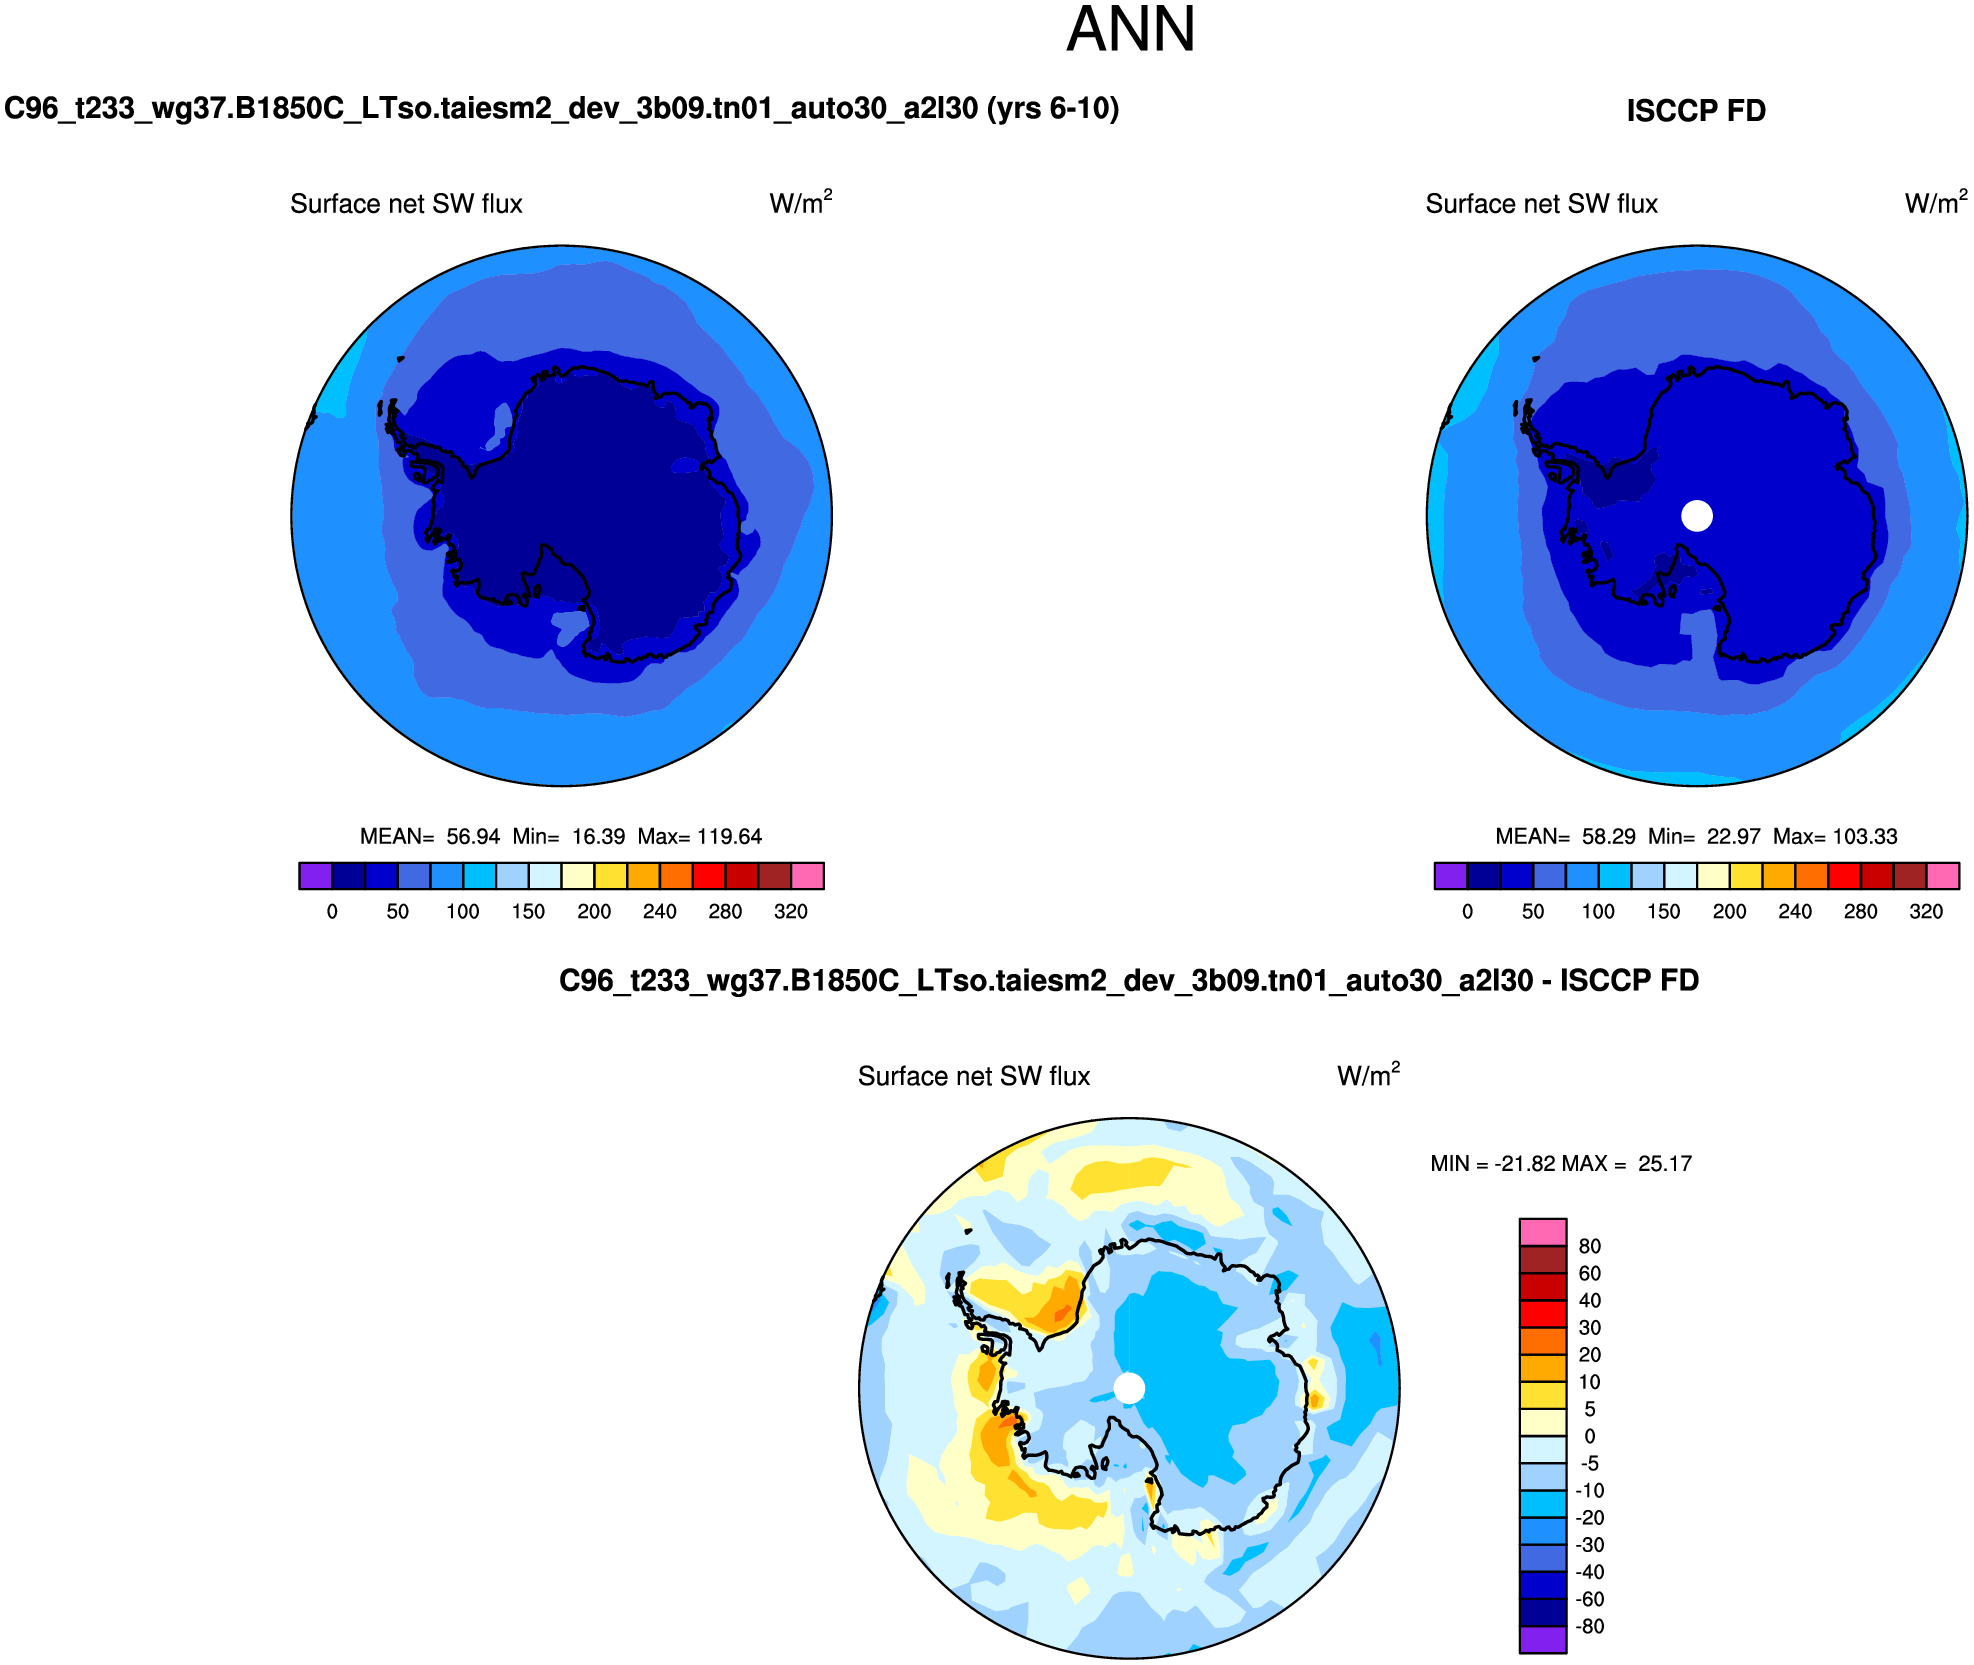 ANN
C96_t233_wg37.B1850C_LTso.taiesm2_dev_3b09.tn01_auto30_a2l30 (yrs 6-10)
ISCCP FD
Surface net SW flux W/m²
Surface net SW flux W/m²
MEAN= 56.94 Min= 16.39 Max= 119.64
MEAN= 58.29 Min= 22.97 Max= 103.33
0 50 100 150 200 240 280 320
0 50 100 150 200 240 280 320
C96_t233_wg37.B1850C_LTso.taiesm2_dev_3b09.tn01_auto30_a2l30 - ISCCP FD
Surface net SW flux W/m²
MIN = -21.82 MAX = 25.17
80
60
40
30
20
10
5
0
-5
-10
-20
-30
-40
-60
-80